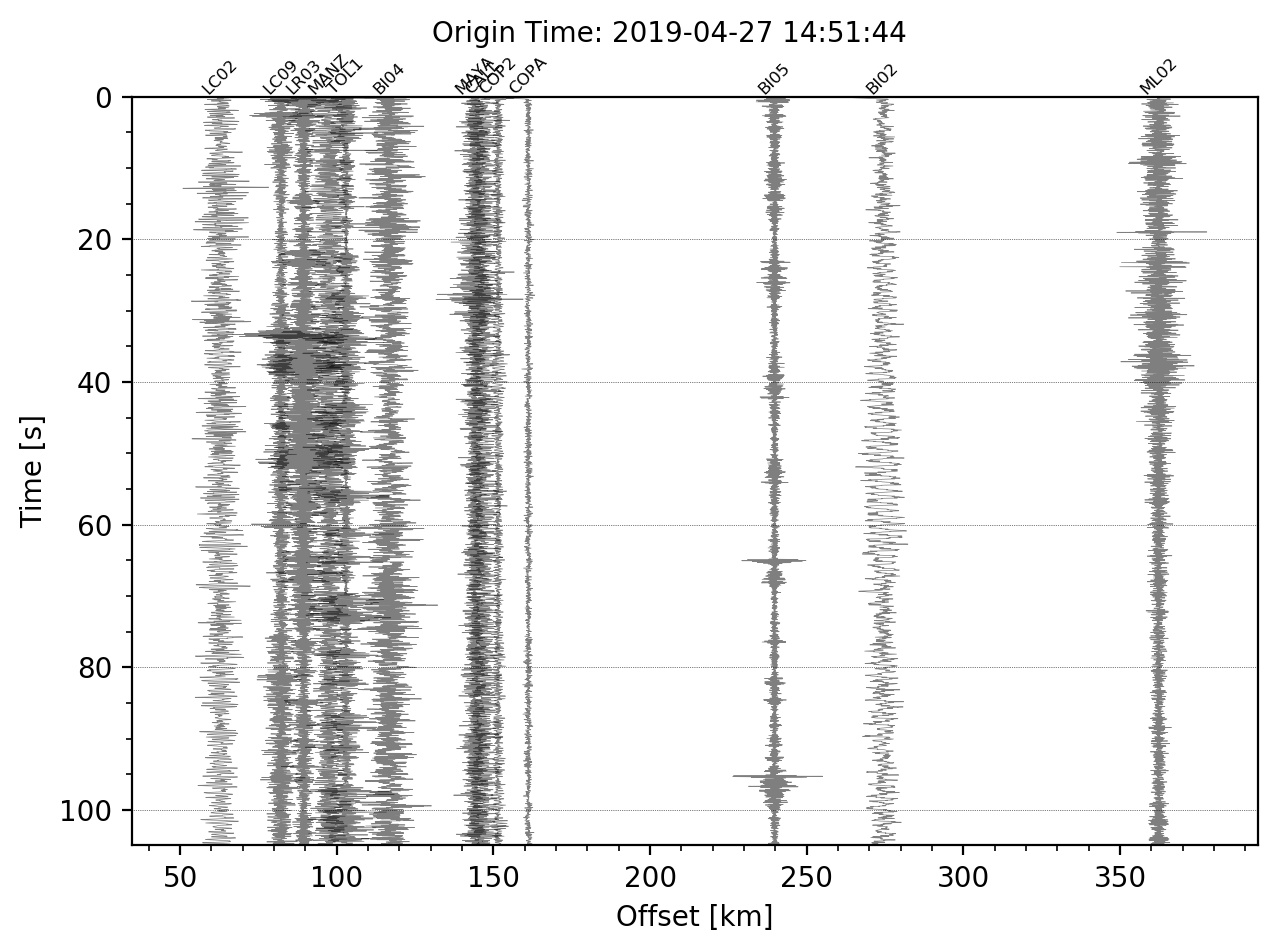 Origin Time: 2019-04-27 14:51:44
LC02 LC09 LR03 MANZ TOL1 BI04 MAYA COP2 COPA BI05 BI02 ML02
0
20
40
60
80
100
Time [s]
50 100 150 200 250 300 350
Offset [km]